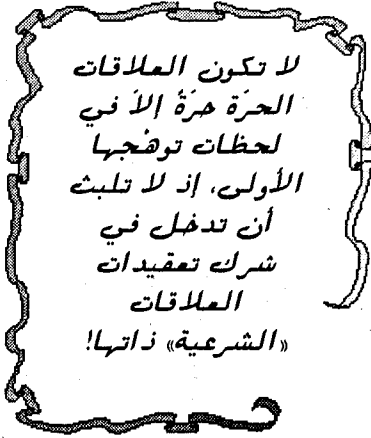 لا تكون العلاقات
الحرّة حرّةً إلاّ في
لحظات توهّجها
الأولى، إذ لا تلبث
أن تدخل في
شرك تعقيدات
العلاقات
«الشرعية» ذاتها!